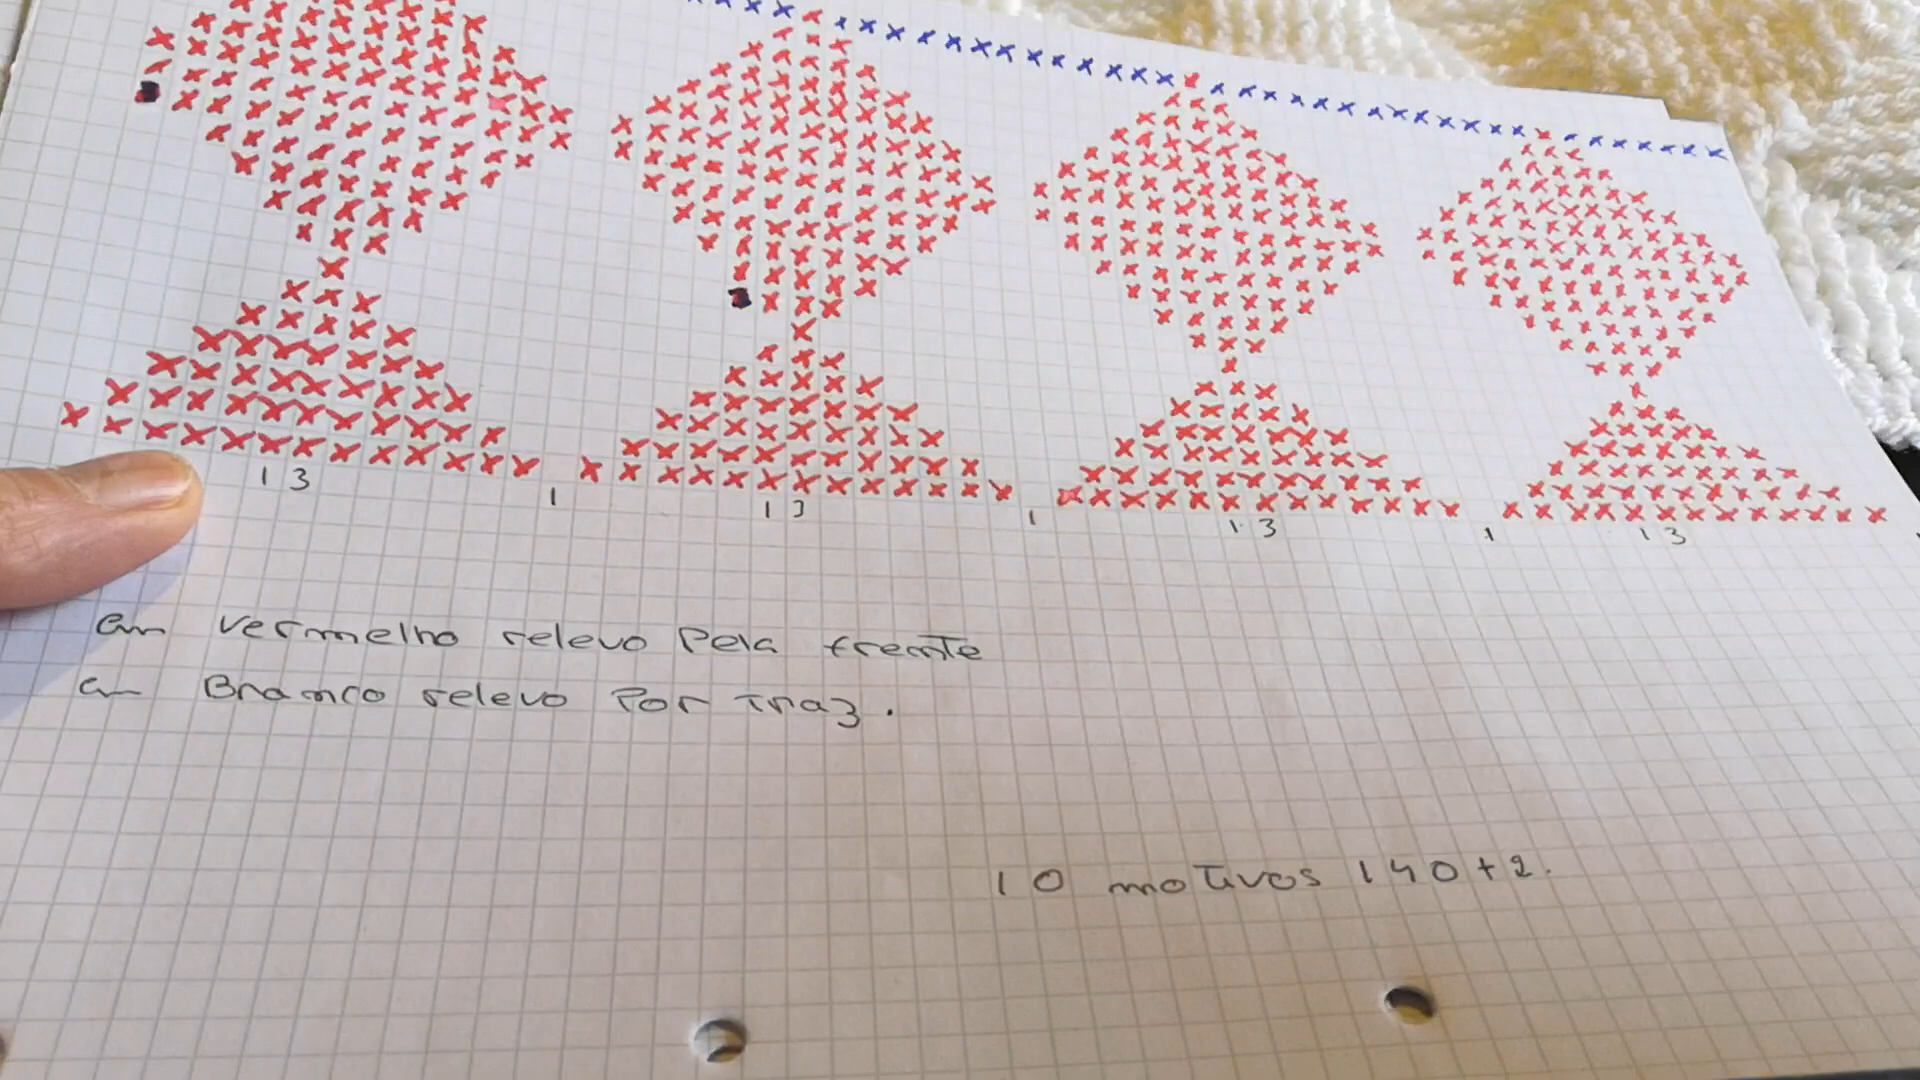 13 1 13 1 13 1 13
em vermelho relevo Pela frente
em Branco relevo Por Traz.
10 motivos 140+2.